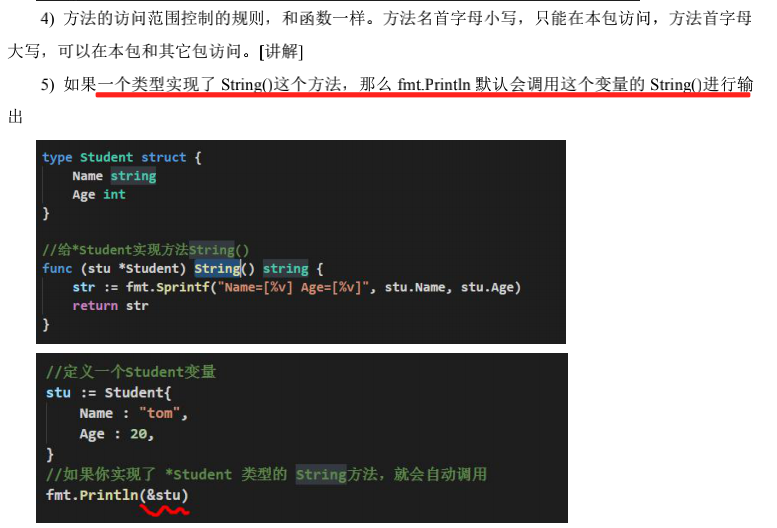 4) 方法的访问范围控制的规则，和函数一样。方法名首字母小写，只能在本包访问，方法首字母
大写，可以在本包和其它包访问。[讲解]
5) 如果一个类型实现了 String()这个方法，那么 fmt.Println 默认会调用这个变量的 String()进行输
出
type Student struct {
    Name string
    Age int
}
//给*Student实现方法String()
func (stu *Student) String() string {
    str := fmt.Sprintf("Name=[%v] Age=[%v]", stu.Name, stu.Age)
    return str
}
//定义一个Student变量
stu := Student{
    Name : "tom",
    Age : 20,
}
//如果你实现了 *Student 类型的 String方法，就会自动调用
fmt.Println(&stu)